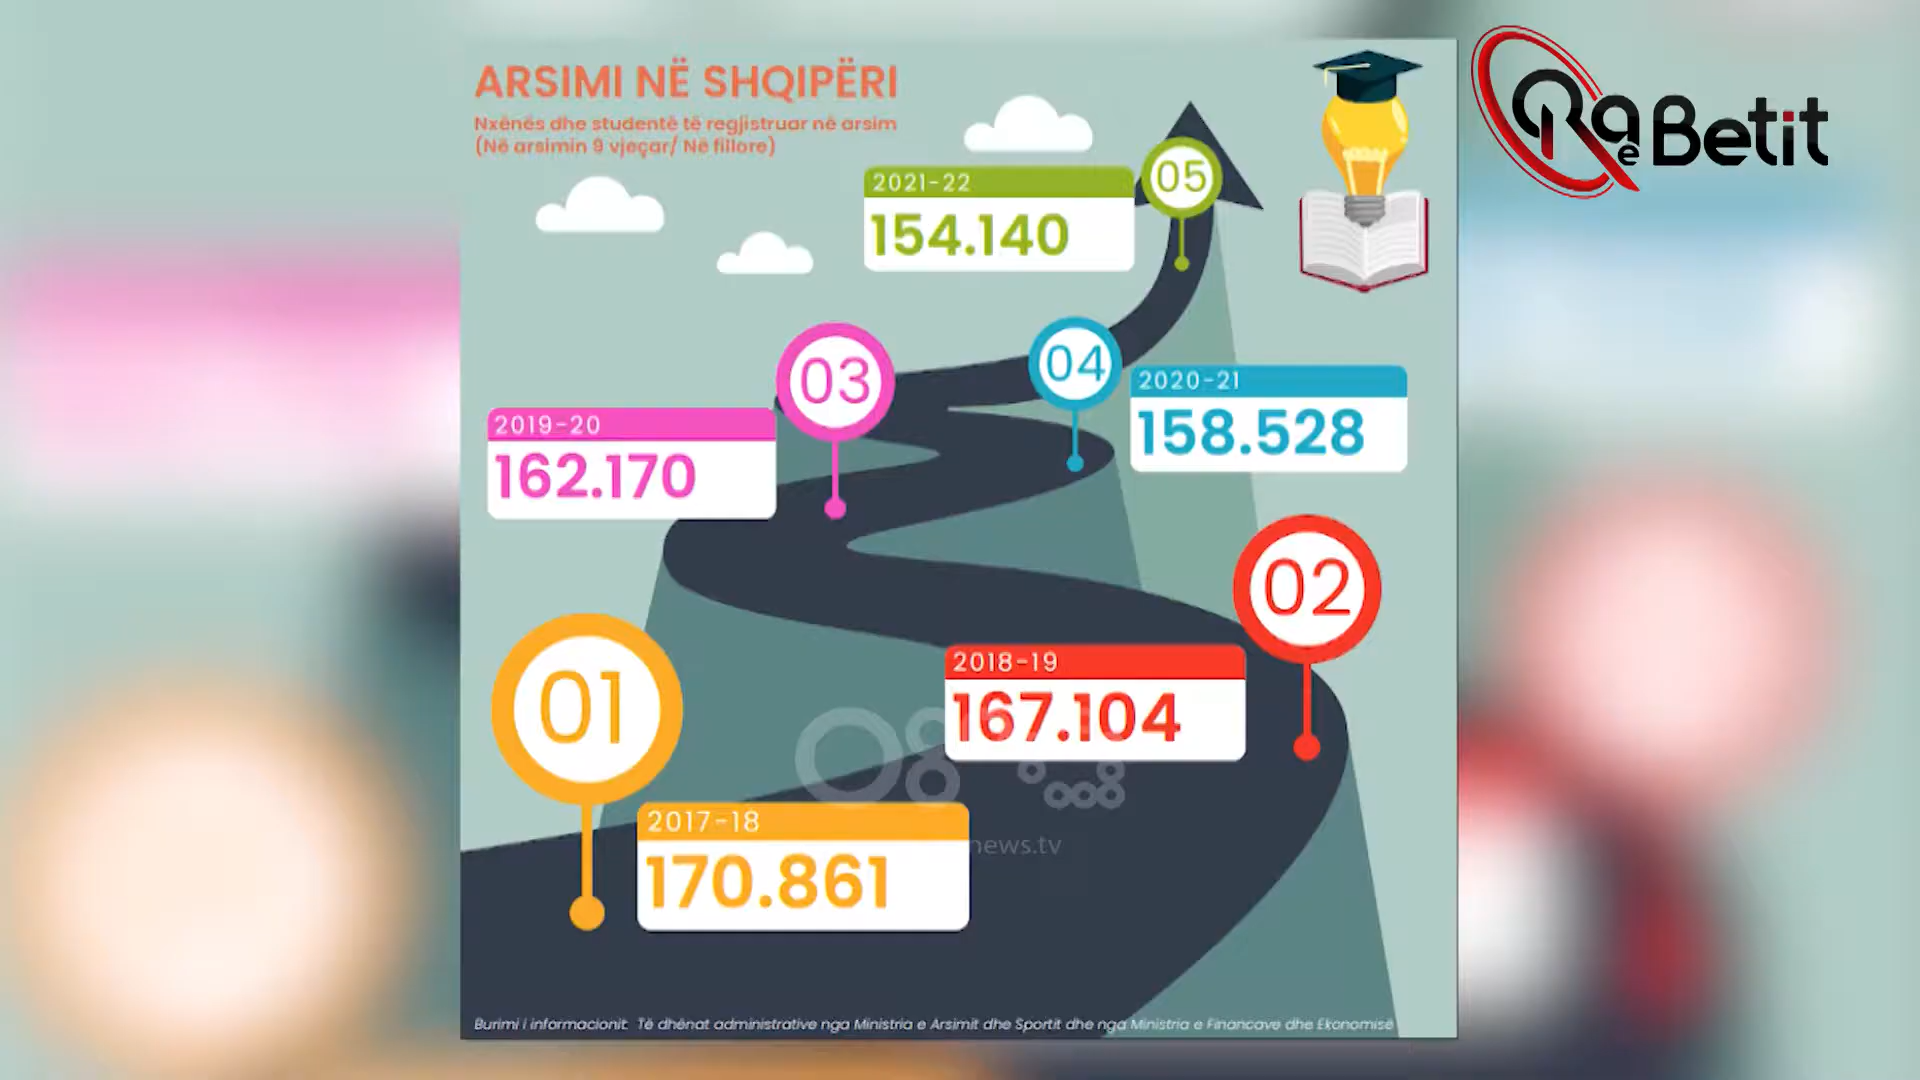 ARSIMI NË SHQIPËRI
Nxënës dhe studentë të regjistruar në arsim
(Në arsimin 9 vjeçar/ Në fillore)
Ora e Betit
05
2021-22
154.140
04
2020-21
158.528
03
2019-20
162.170
02
2018-19
167.104
01
2017-18
170.861
news.tv
Burimi i informacionit: Të dhënat administrative nga Ministria e Arsimit dhe Sportit dhe nga Ministria e Financave dhe Ekonomisë